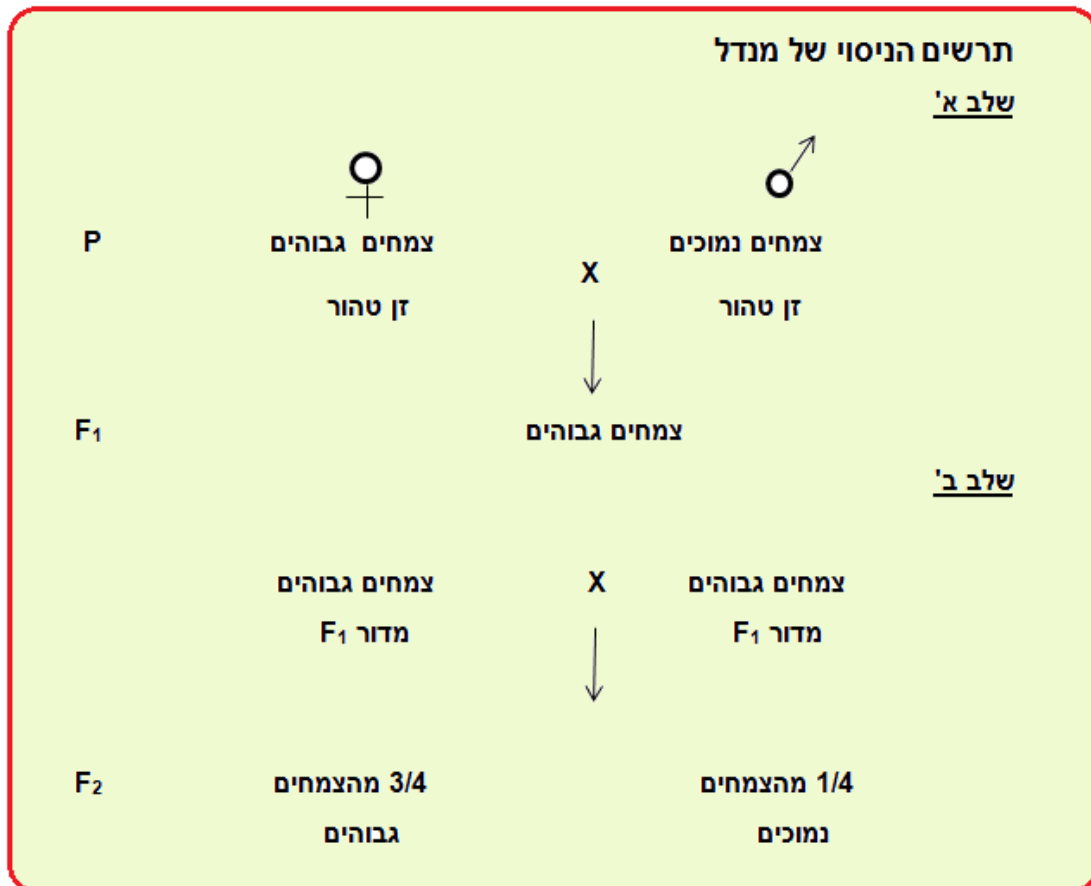 תרשים הניסוי של מנדל
שלב א'
צמחים נמוכים X צמחים גבוהים P
זן טהור זן טהור
צמחים גבוהים F₁
שלב ב'
צמחים גבוהים X צמחים גבוהים
מדור F₁ מדור F₁
1/4 מהצמחים 3/4 מהצמחים F₂
נמוכים גבוהים